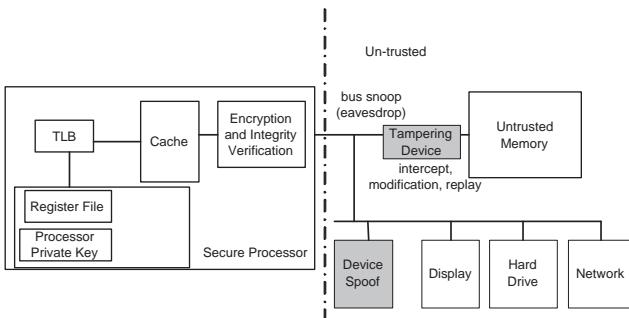 Un-trusted
bus snoop
(eavesdrop)
Encryption
and Integrity
Verification
TLB
Cache
Tampering
Device
Untrusted
Memory
intercept,
modification, replay
Register File
Processor
Private Key
Secure Processor
Device
Spoof
Display
Hard
Drive
Network